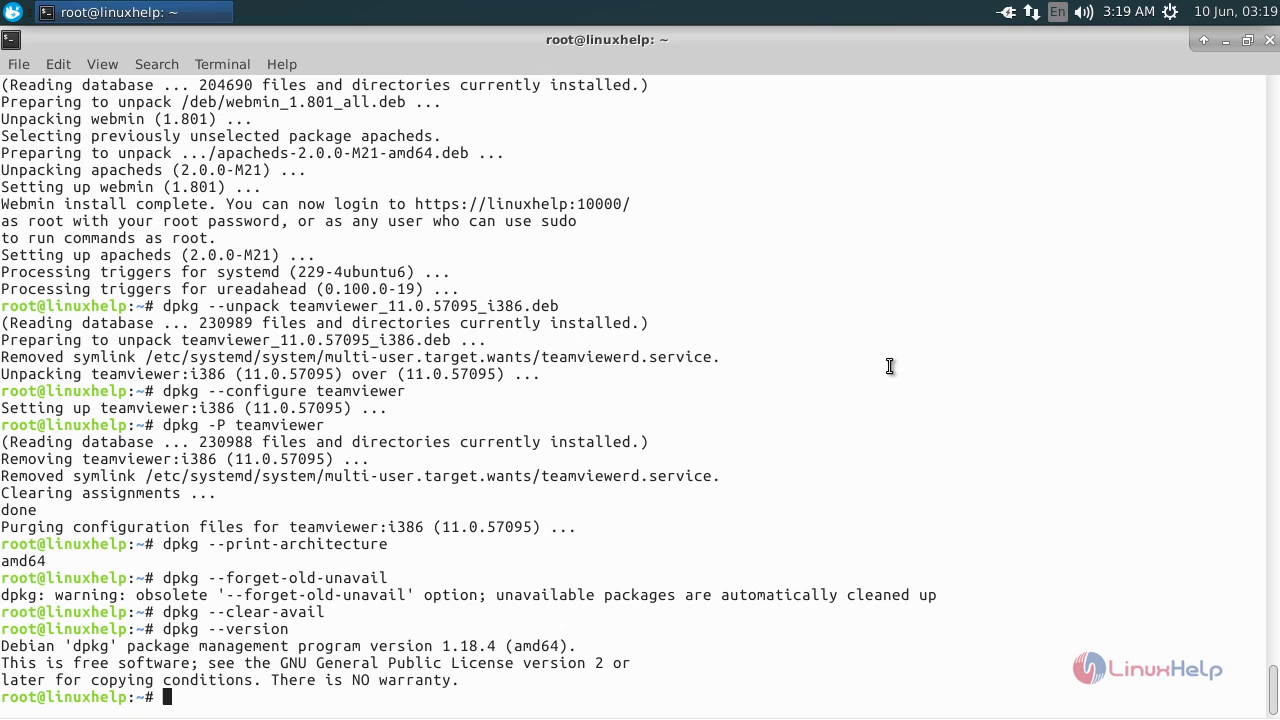 root@linuxhelp: ~
En
3:19 AM
10 Jun, 03:19
root@linuxhelp: ~
File Edit View Search Terminal Help
(Reading database ... 204690 files and directories currently installed.)
Preparing to unpack /deb/webmin_1.801_all.deb ...
Unpacking webmin (1.801) ...
Selecting previously unselected package apacheds.
Preparing to unpack .../apacheds-2.0.0-M21-amd64.deb ...
Unpacking apacheds (2.0.0-M21) ...
Setting up webmin (1.801) ...
Webmin install complete. You can now login to https://linuxhelp:10000/
as root with your root password, or as any user who can use sudo
to run commands as root.
Setting up apacheds (2.0.0-M21) ...
Processing triggers for systemd (229-4ubuntu6) ...
Processing triggers for ureadahead (0.100.0-19) ...
root@linuxhelp:~# dpkg --unpack teamviewer_11.0.57095_i386.deb
(Reading database ... 230989 files and directories currently installed.)
Preparing to unpack teamviewer_11.0.57095_i386.deb ...
Removed symlink /etc/systemd/system/multi-user.target.wants/teamviewerd.service.
Unpacking teamviewer:i386 (11.0.57095) over (11.0.57095) ...
root@linuxhelp:~# dpkg --configure teamviewer
Setting up teamviewer:i386 (11.0.57095) ...
root@linuxhelp:~# dpkg -P teamviewer
(Reading database ... 230988 files and directories currently installed.)
Removing teamviewer:i386 (11.0.57095) ...
Removed symlink /etc/systemd/system/multi-user.target.wants/teamviewerd.service.
Clearing assignments ...
done
Purging configuration files for teamviewer:i386 (11.0.57095) ...
root@linuxhelp:~# dpkg --print-architecture
amd64
root@linuxhelp:~# dpkg --forget-old-unavail
dpkg: warning: obsolete '--forget-old-unavail' option; unavailable packages are automatically cleaned up
root@linuxhelp:~# dpkg --clear-avail
root@linuxhelp:~# dpkg --version
Debian 'dpkg' package management program version 1.18.4 (amd64).
This is free software; see the GNU General Public License version 2 or
later for copying conditions. There is NO warranty.
root@linuxhelp:~#
LinuxHelp